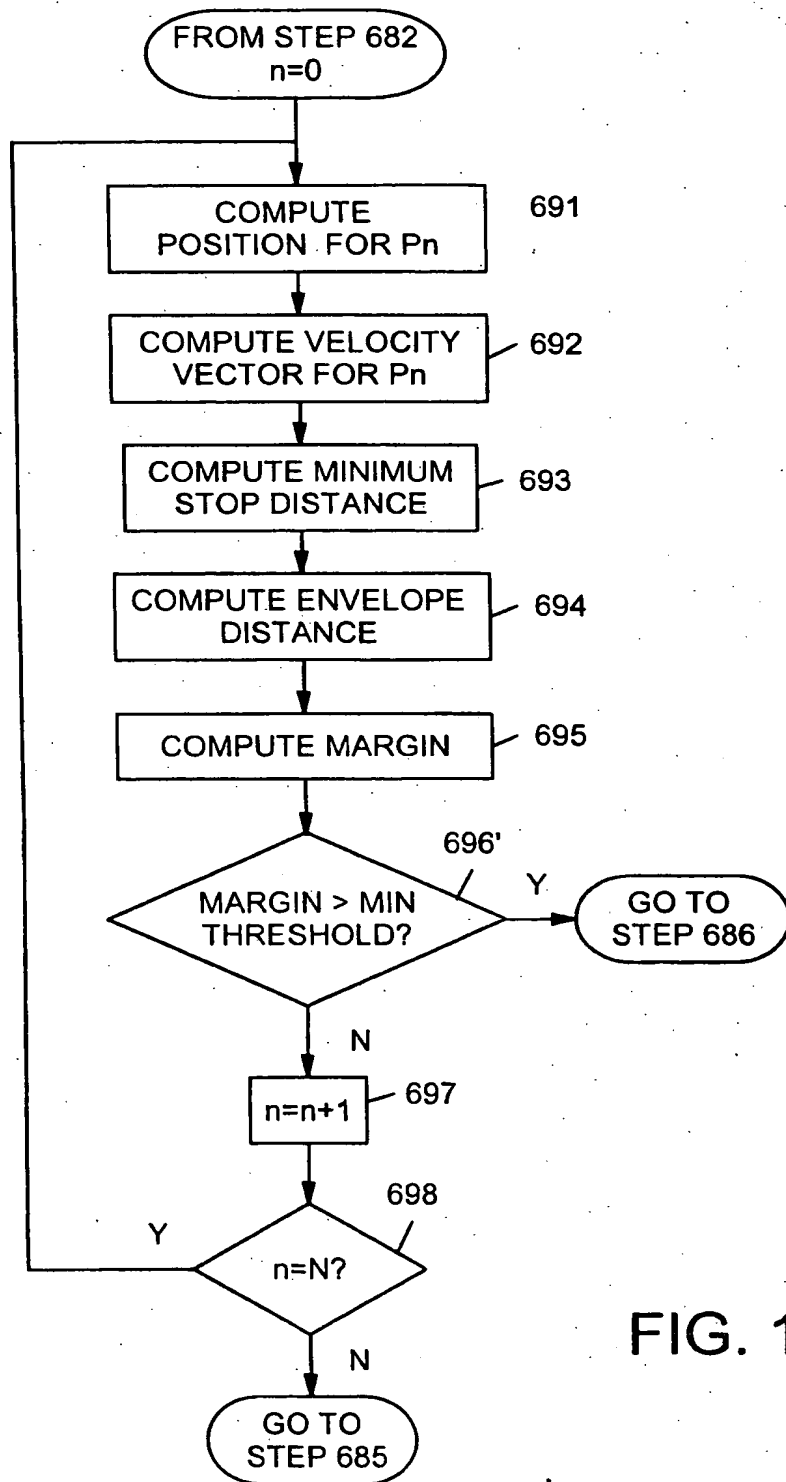 FROM STEP 682
n=0
COMPUTE
POSITION FOR Pn
691
COMPUTE VELOCITY
VECTOR FOR Pn
692
COMPUTE MINIMUM
STOP DISTANCE
693
COMPUTE ENVELOPE
DISTANCE
694
COMPUTE MARGIN
695
696'
MARGIN > MIN
THRESHOLD?
Y
GO TO
STEP 686
N
n=n+1
697
698
Y
n=N?
N
GO TO
STEP 685
FIG. 1